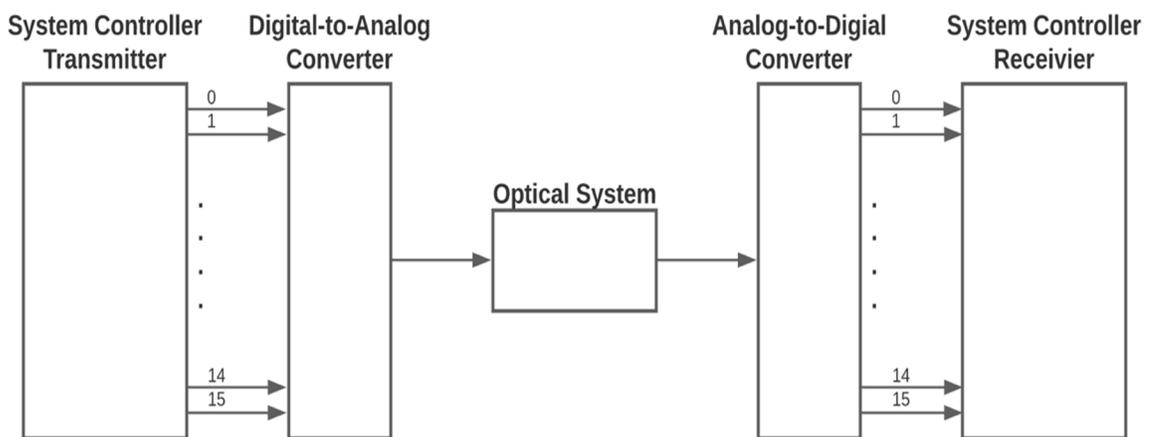 System Controller
Transmitter
Digital-to-Analog
Converter
Analog-to-Digial
Converter
System Controller
Receivier
0
1
14
15
Optical System
0
1
14
15